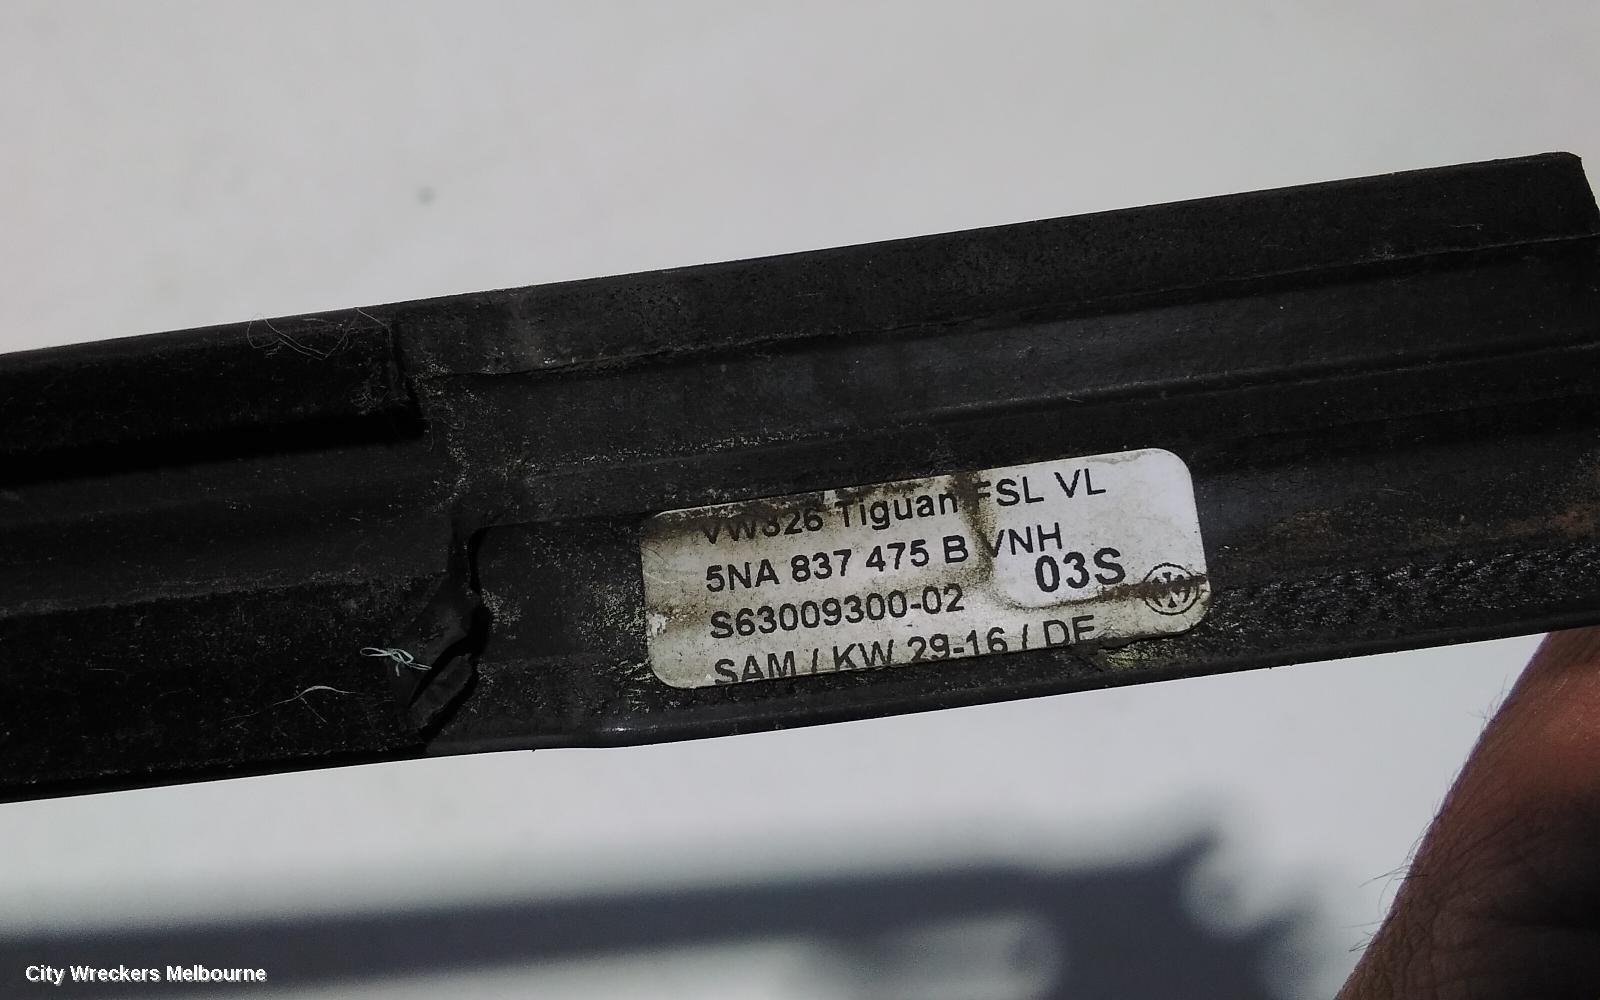 VW326 Tiguan FSL VL
5NA 837 475 B VNH
03S
S63009300-02
SAM / KW 29-16 / DE
City Wreckers Melbourne